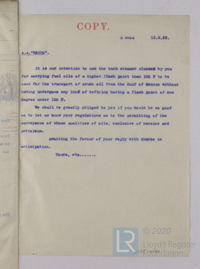 COPY.
It is our intention to use the tank steamer classed by you
for carrying fuel oils of a higher flash point than 150 F to be
used for the transport of crude oil from the Gulf of Mexico without
having undergone any kind of refining having a flash point of one
degree under 150 F.
We shall be greatly obliged to you if you would be so good
as to let us know your regulations as to the permitting of the
conveyance of these qualities of oils, exclusive of benzine and
petroleum.
Awaiting the favour of your reply with thanks in
anticipation.
Yours, etc.......
© 2020
LR
Lloyd's Register